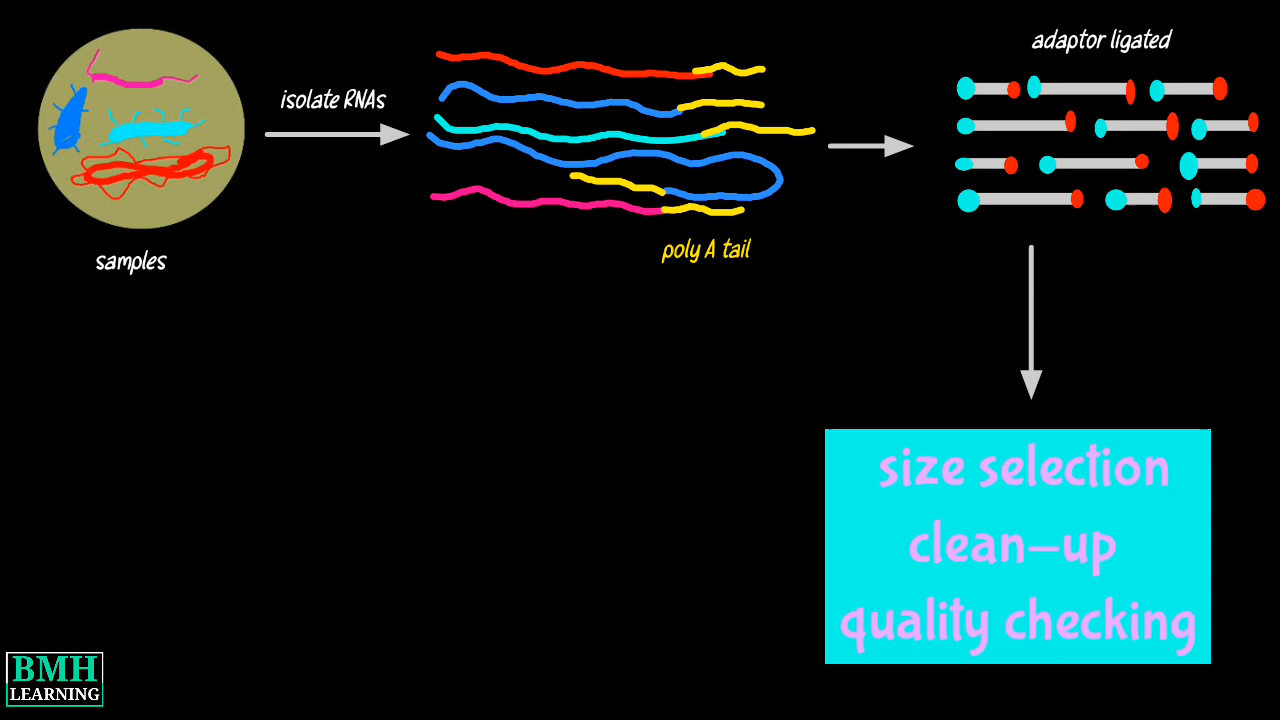 adaptor ligated
isolate RNAs
samples
poly A tail
size selection
clean-up
quality checking
BMH
LEARNING